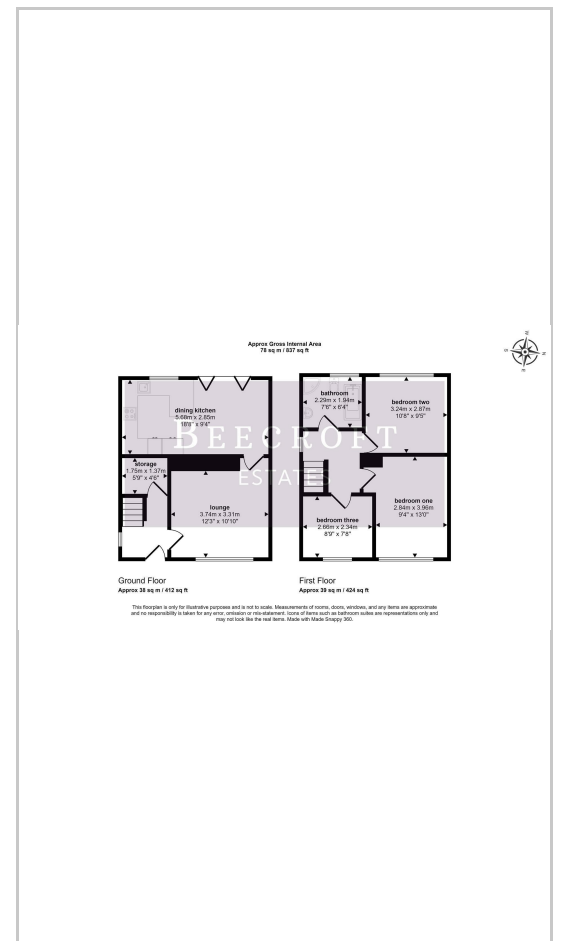 Approx Gross Internal Area
78 sq m / 837 sq ft
dining kitchen
5.68m x 2.85m
18'8" x 9'4"
storage
1.75m x 1.37m
5'9" x 4'6"
lounge
3.74m x 3.31m
12'3" x 10'10"
bathroom
2.29m x 1.94m
7'6" x 6'4"
bedroom two
3.24m x 2.87m
10'8" x 9'5"
bedroom one
2.84m x 3.96m
9'4" x 13'0"
bedroom three
2.66m x 2.34m
8'9" x 7'8"
BEECROFT
ESTATES
Ground Floor
Approx 38 sq m / 412 sq ft
First Floor
Approx 39 sq m / 424 sq ft
This floorplan is only for illustrative purposes and is not to scale. Measurements of rooms, doors, windows, and any items are approximate
and no responsibility is taken for any error, omission or mis-statement. Icons of items such as bathroom suites are representations only and
may not look like the real items. Made with Made Snappy 360.